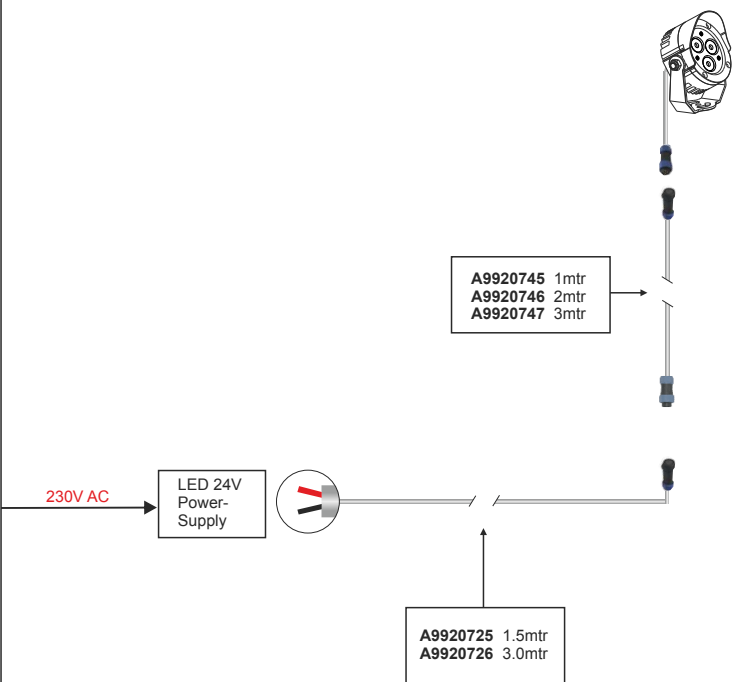 A9920745 1mtr
A9920746 2mtr
A9920747 3mtr
230V AC
LED 24V
Power-
Supply
A9920725 1.5mtr
A9920726 3.0mtr